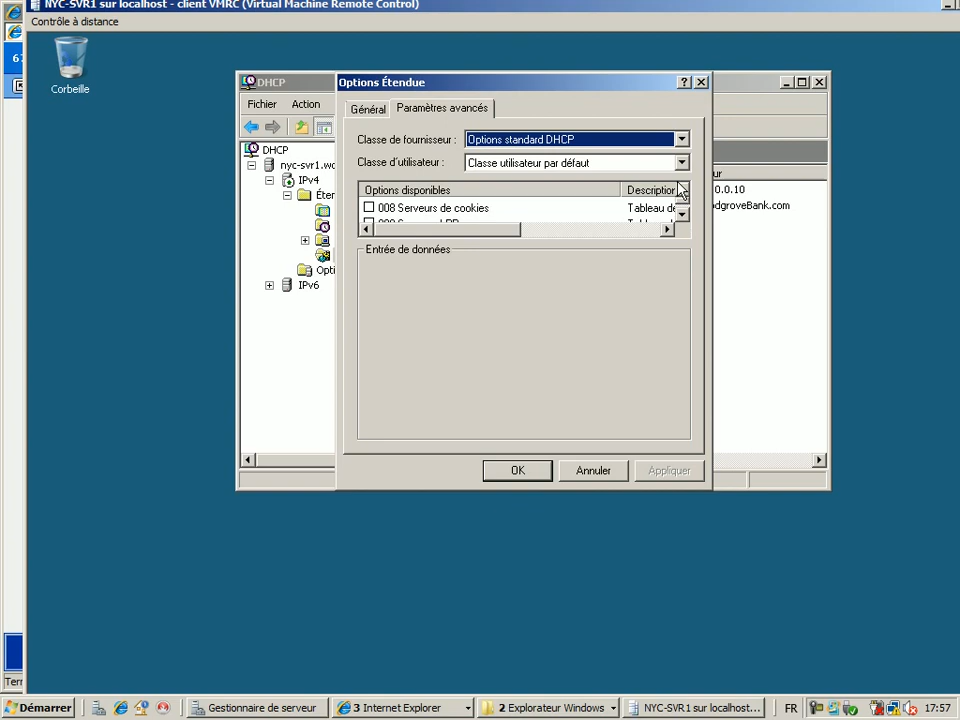 NYC-SVR1 sur localhost - client VMRC (Virtual Machine Remote Control)
Contrôle à distance
Corbeille
DHCP
Fichier
Action
DHCP
nyc-svr1.wo
IPv4
Éten
Opti
IPv6
Options Étendue
Général
Paramètres avancés
Classe de fournisseur :
Options standard DHCP
Classe d'utilisateur :
Classe utilisateur par défaut
Options disponibles
Description
008 Serveurs de cookies
Tableau de
Entrée de données
OK
Annuler
Appliquer
ur
0.0.10
dgroveBank.com
Terr
Démarrer
Gestionnaire de serveur
3 Internet Explorer
2 Explorateur Windows
NYC-SVR1 sur localhost...
FR
17:57